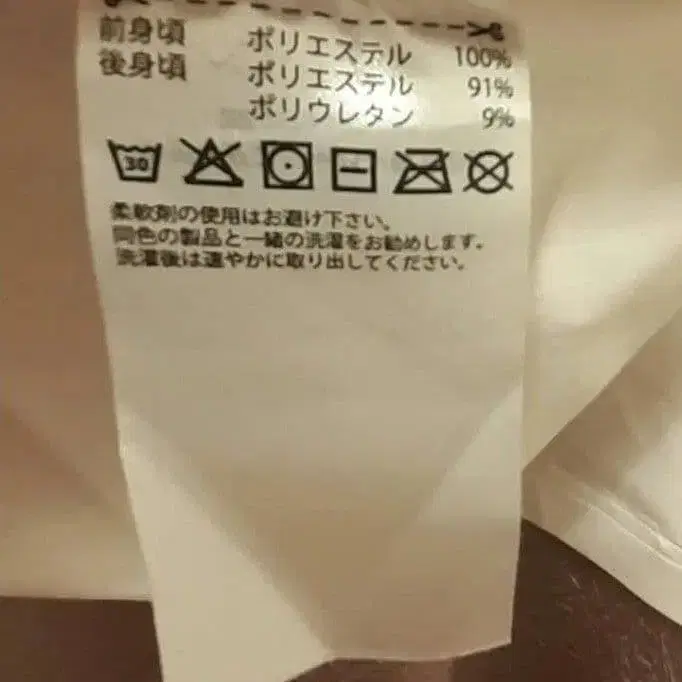 前身頃 ポリエステル 100%
後身頃 ポリエステル 91%
ポリウレタン 9%
30
柔軟剤の使用はお避け下さい。
同色の製品と一緒の洗濯をお勧めします。
洗濯後は速やかに取り出してください。